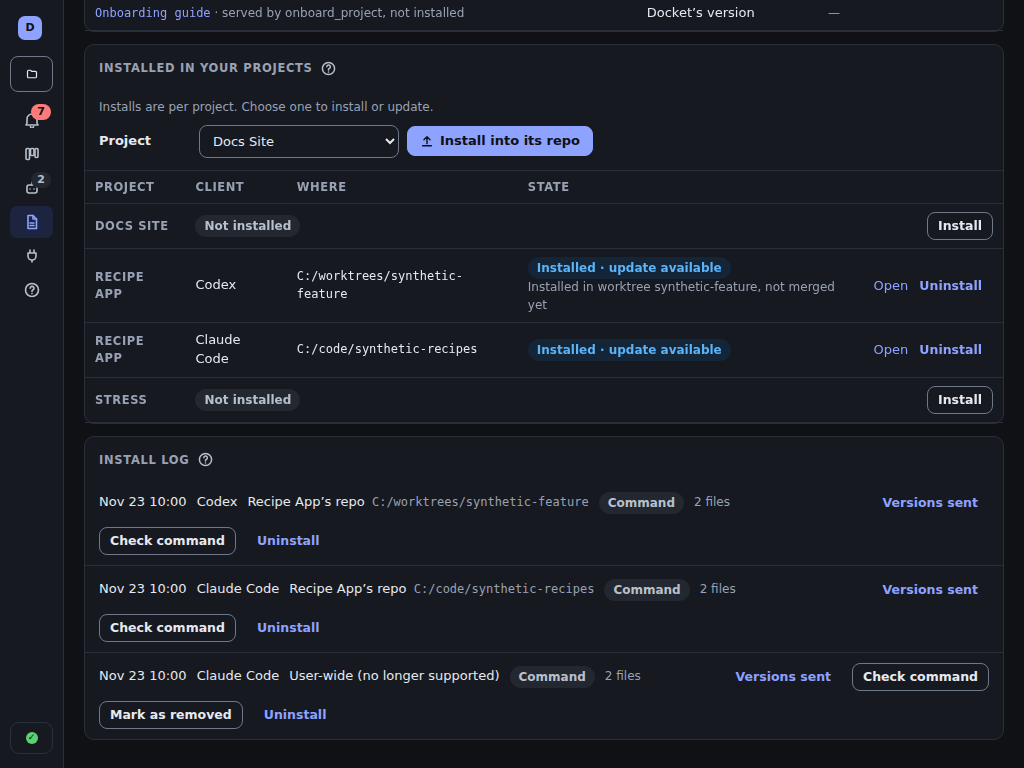 D
7
2
Onboarding guide · served by onboard_project, not installed Docket’s version —
INSTALLED IN YOUR PROJECTS
Installs are per project. Choose one to install or update.
Project Docs Site Install into its repo
PROJECT CLIENT WHERE STATE
DOCS SITE Not installed Install
RECIPE APP Codex C:/worktrees/synthetic-feature Installed · update available
Installed in worktree synthetic-feature, not merged yet
Open Uninstall
RECIPE APP Claude Code C:/code/synthetic-recipes Installed · update available Open Uninstall
STRESS Not installed Install
INSTALL LOG
Nov 23 10:00 Codex Recipe App’s repo C:/worktrees/synthetic-feature Command 2 files Versions sent
Check command Uninstall
Nov 23 10:00 Claude Code Recipe App’s repo C:/code/synthetic-recipes Command 2 files Versions sent
Check command Uninstall
Nov 23 10:00 Claude Code User-wide (no longer supported) Command 2 files Versions sent Check command
Mark as removed Uninstall